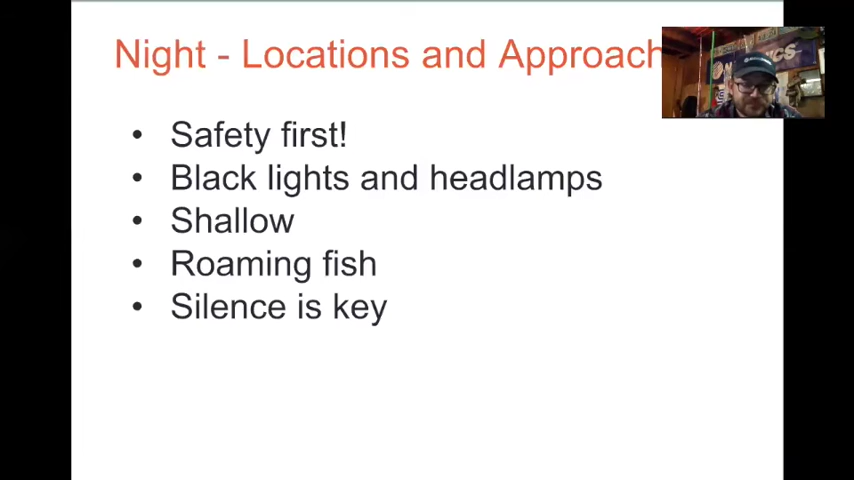 Night - Locations and Approach
• Safety first!
• Black lights and headlamps
• Shallow
• Roaming fish
• Silence is key